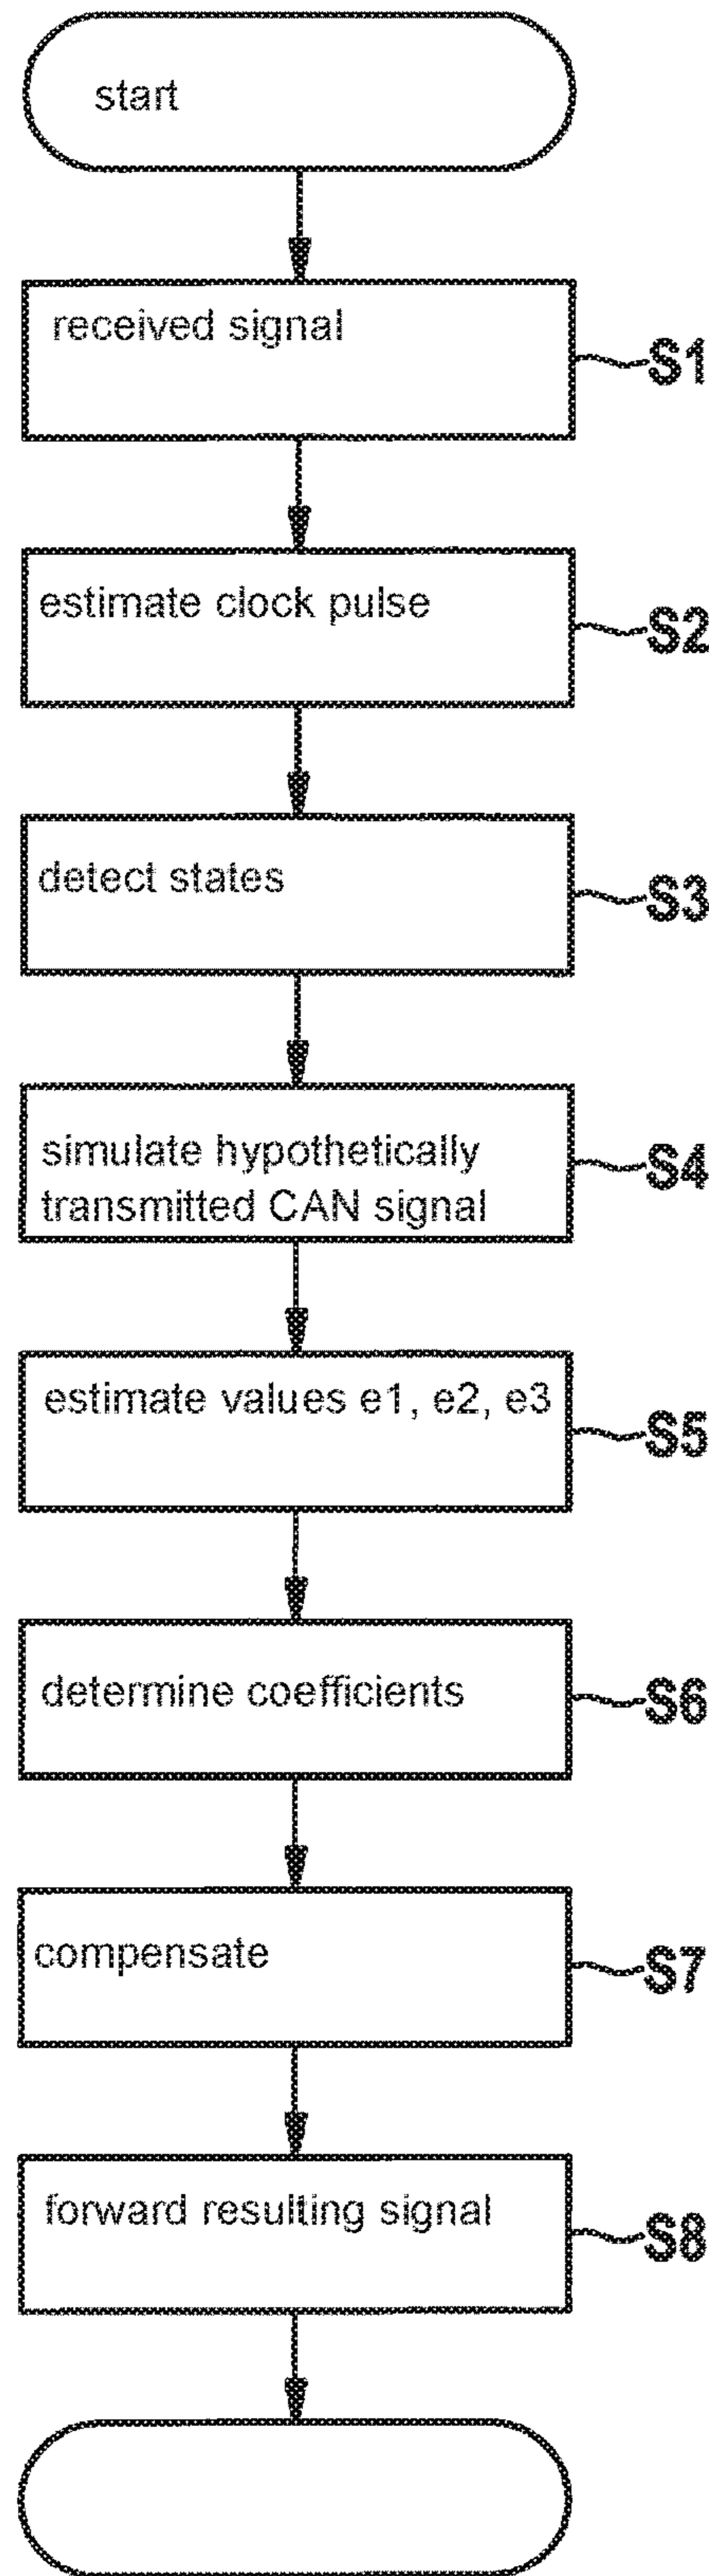 start
received signal
S1
estimate clock pulse
S2
detect states
S3
simulate hypothetically
transmitted CAN signal
S4
estimate values e1, e2, e3
S5
determine coefficients
S6
compensate
S7
forward resulting signal
S8